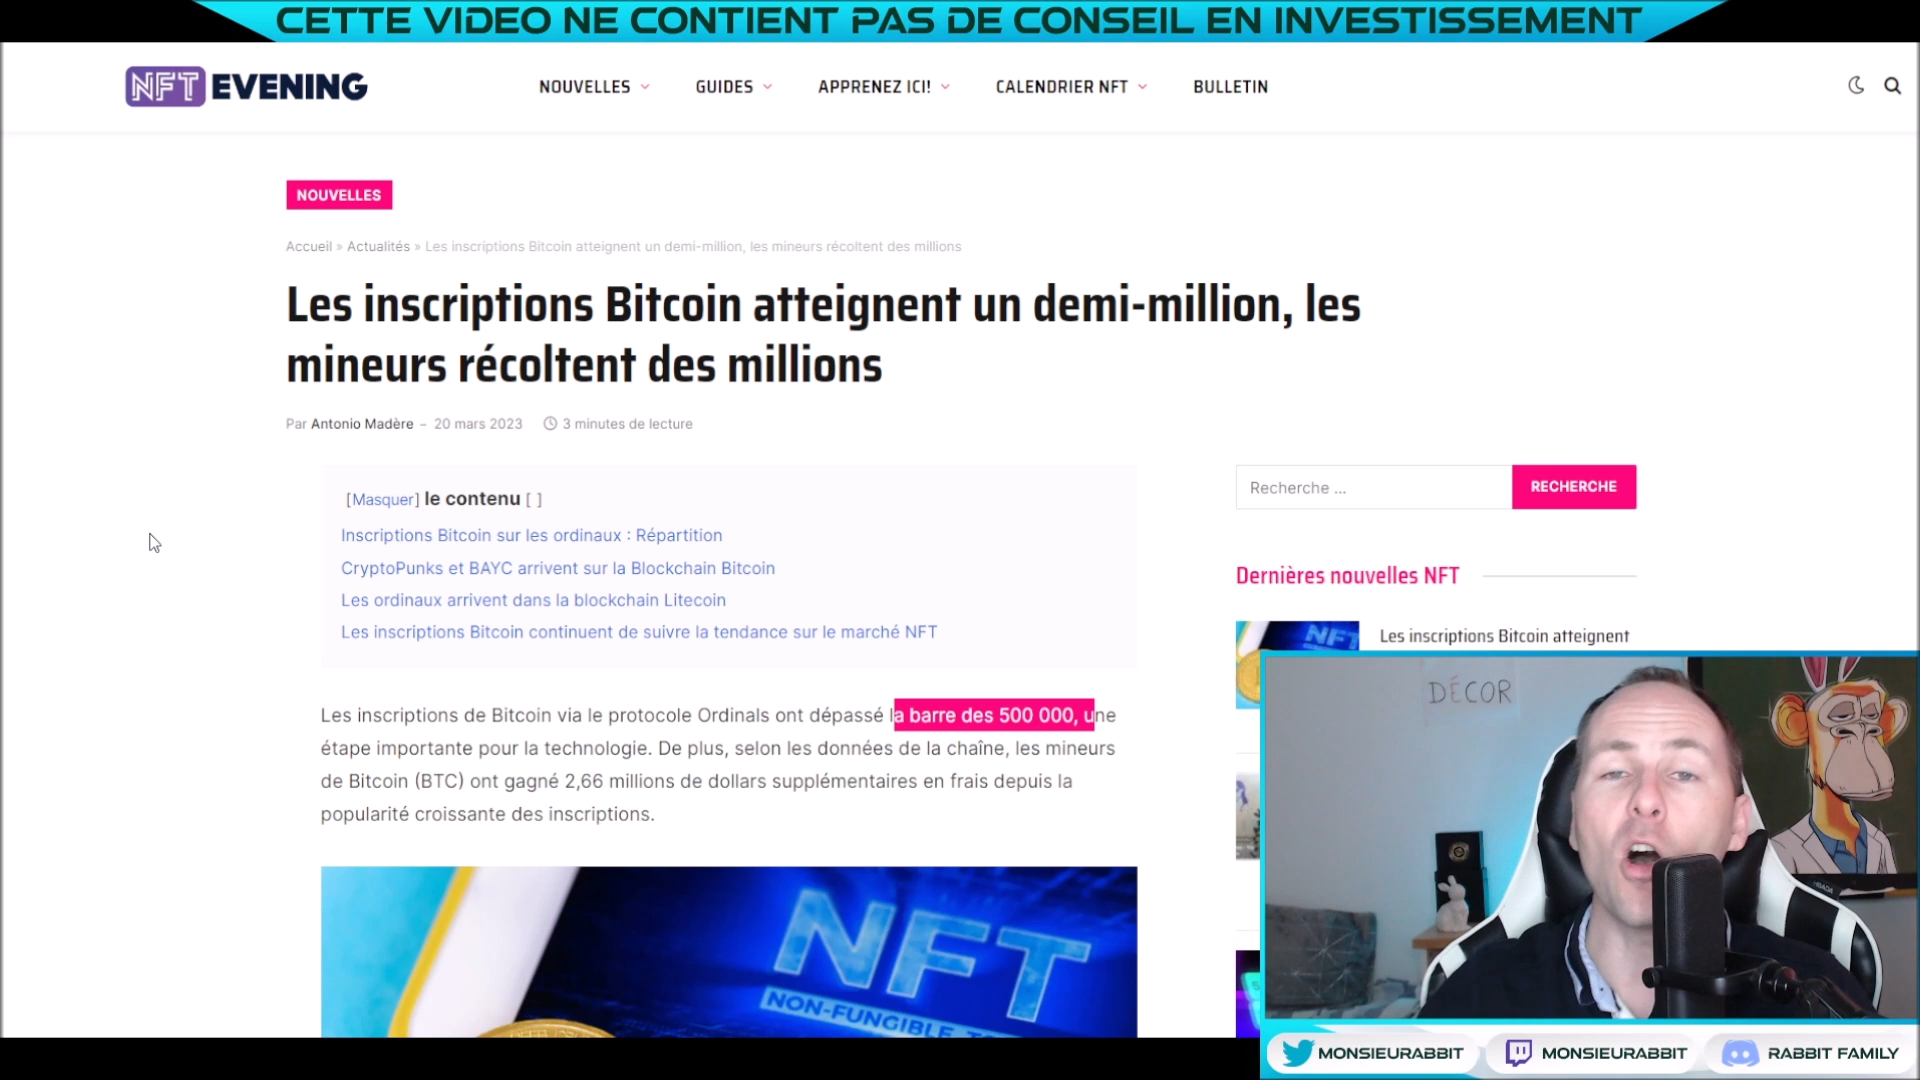 CETTE VIDEO NE CONTIENT PAS DE CONSEIL EN INVESTISSEMENT
NFT EVENING
NOUVELLES
GUIDES
APPRENEZ ICI!
CALENDRIER NFT
BULLETIN
NOUVELLES
Accueil » Actualités » Les inscriptions Bitcoin atteignent un demi-million, les mineurs récoltent des millions
Les inscriptions Bitcoin atteignent un demi-million, les
mineurs récoltent des millions
Par Antonio Madère – 20 mars 2023 3 minutes de lecture
[Masquer] le contenu [ ]
Inscriptions Bitcoin sur les ordinaux : Répartition
CryptoPunks et BAYC arrivent sur la Blockchain Bitcoin
Les ordinaux arrivent dans la blockchain Litecoin
Les inscriptions Bitcoin continuent de suivre la tendance sur le marché NFT
Recherche ...
RECHERCHE
Dernières nouvelles NFT
NFT
Les inscriptions Bitcoin atteignent
Les inscriptions de Bitcoin via le protocole Ordinals ont dépassé la barre des 500 000, une
étape importante pour la technologie. De plus, selon les données de la chaîne, les mineurs
de Bitcoin (BTC) ont gagné 2,66 millions de dollars supplémentaires en frais depuis la
popularité croissante des inscriptions.
NFT
NON-FUNGIBLE
DÉCOR
MONSIEURABBIT
MONSIEURABBIT
RABBIT FAMILY